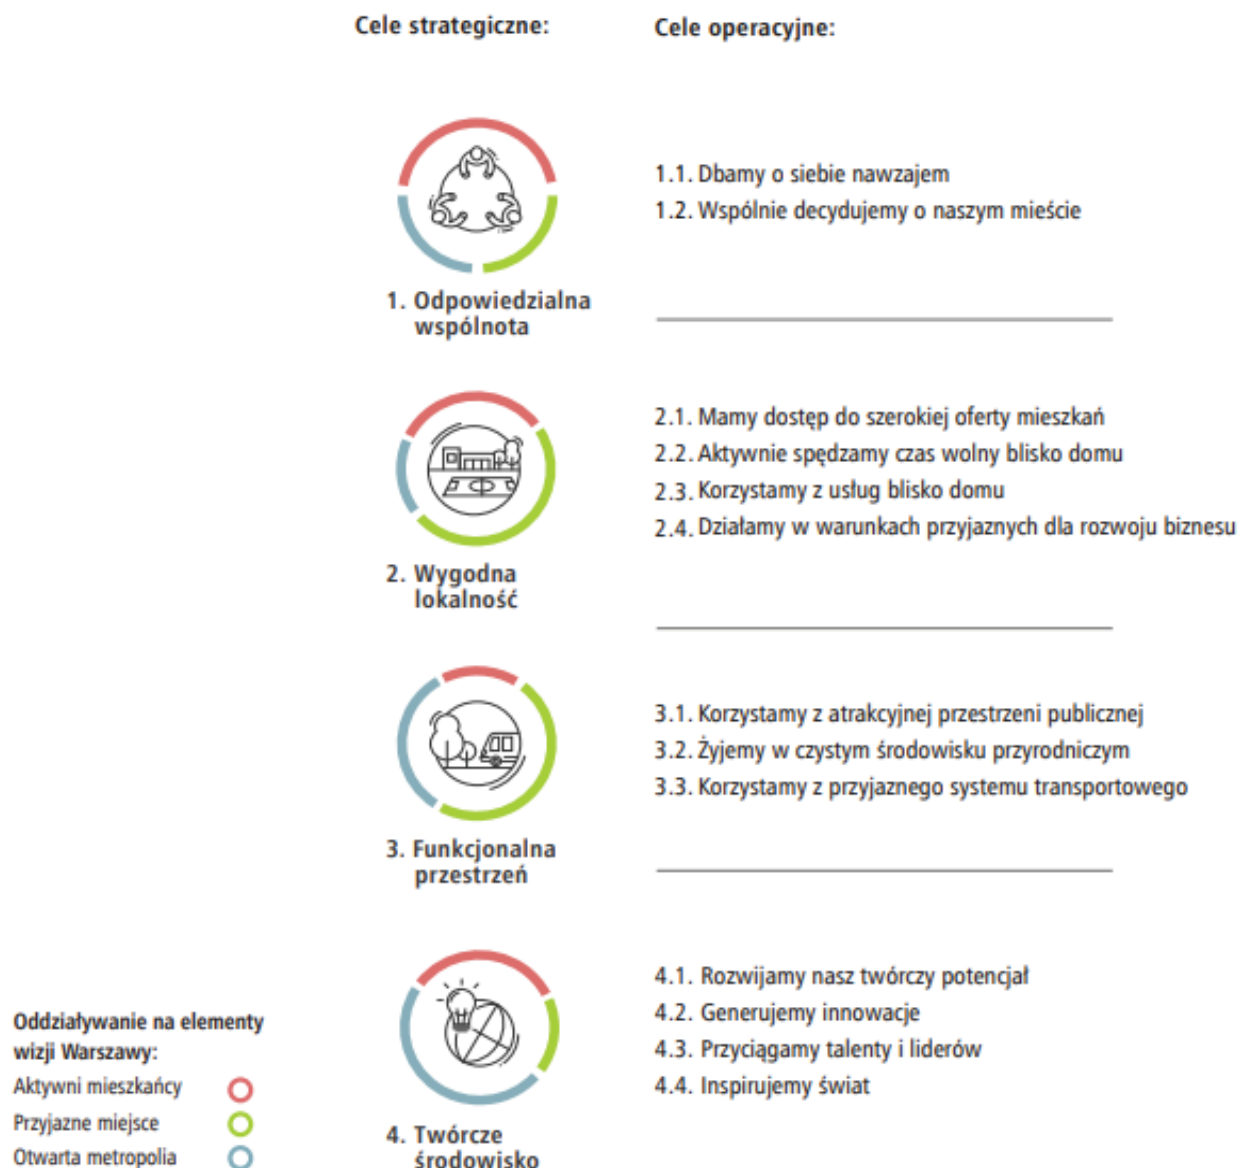 Cele strategiczne:
Cele operacyjne:
1. Odpowiedzialna
wspólnota
1.1. Dbamy o siebie nawzajem
1.2. Wspólnie decydujemy o naszym mieście
2. Wygodna
lokalność
2.1. Mamy dostęp do szerokiej oferty mieszkań
2.2. Aktywnie spędzamy czas wolny blisko domu
2.3. Korzystamy z usług blisko domu
2.4. Działamy w warunkach przyjaznych dla rozwoju biznesu
3. Funkcjonalna
przestrzeń
3.1. Korzystamy z atrakcyjnej przestrzeni publicznej
3.2. Żyjemy w czystym środowisku przyrodniczym
3.3. Korzystamy z przyjaznego systemu transportowego
4. Twórcze
środowisko
4.1. Rozwijamy nasz twórczy potencjał
4.2. Generujemy innowacje
4.3. Przyciągamy talenty i liderów
4.4. Inspirujemy świat
Oddziaływanie na elementy
wizji Warszawy:
Aktywni mieszkańcy
Przyjazne miejsce
Otwarta metropolia